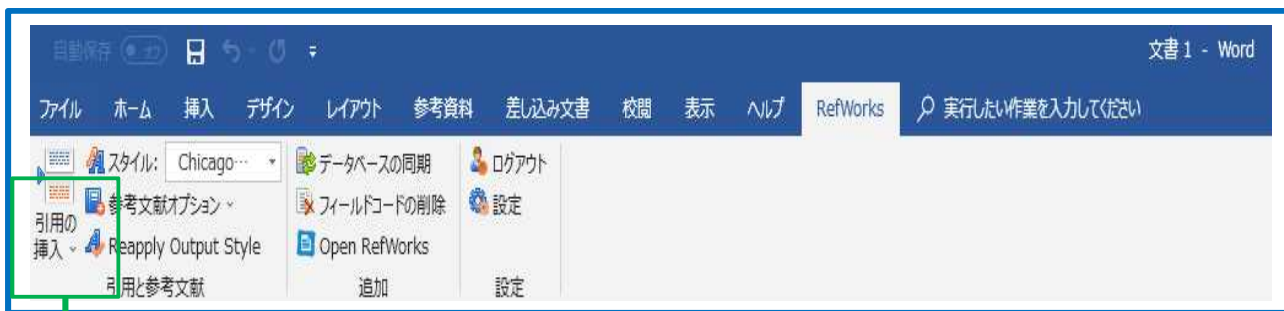 自動保存 オフ 文書 1 - Word
ファイル ホーム 挿入 デザイン レイアウト 参考資料 差し込み文書 校閲 表示 ヘルプ RefWorks 実行したい作業を入力してください
スタイル: Chicago… データベースの同期 ログアウト
参考文献オプション フィールドコードの削除 設定
引用の
挿入 Reapply Output Style Open RefWorks
引用と参考文献 追加 設定